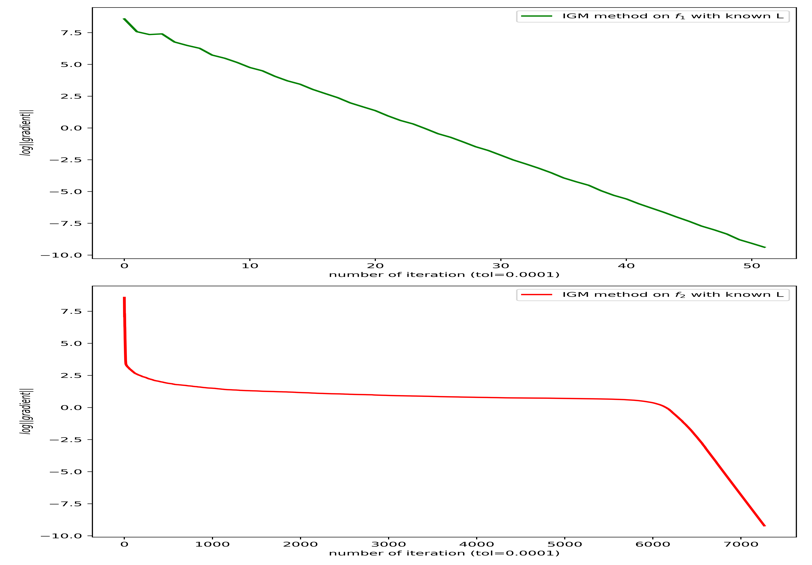 IGM method on f₁ with known L
7.5
5.0
2.5
0.0
−2.5
−5.0
−7.5
−10.0
log||gradient||
0 10 20 30 40 50
number of iteration (tol=0.0001)
IGM method on f₂ with known L
7.5
5.0
2.5
0.0
−2.5
−5.0
−7.5
−10.0
log||gradient||
0 1000 2000 3000 4000 5000 6000 7000
number of iteration (tol=0.0001)